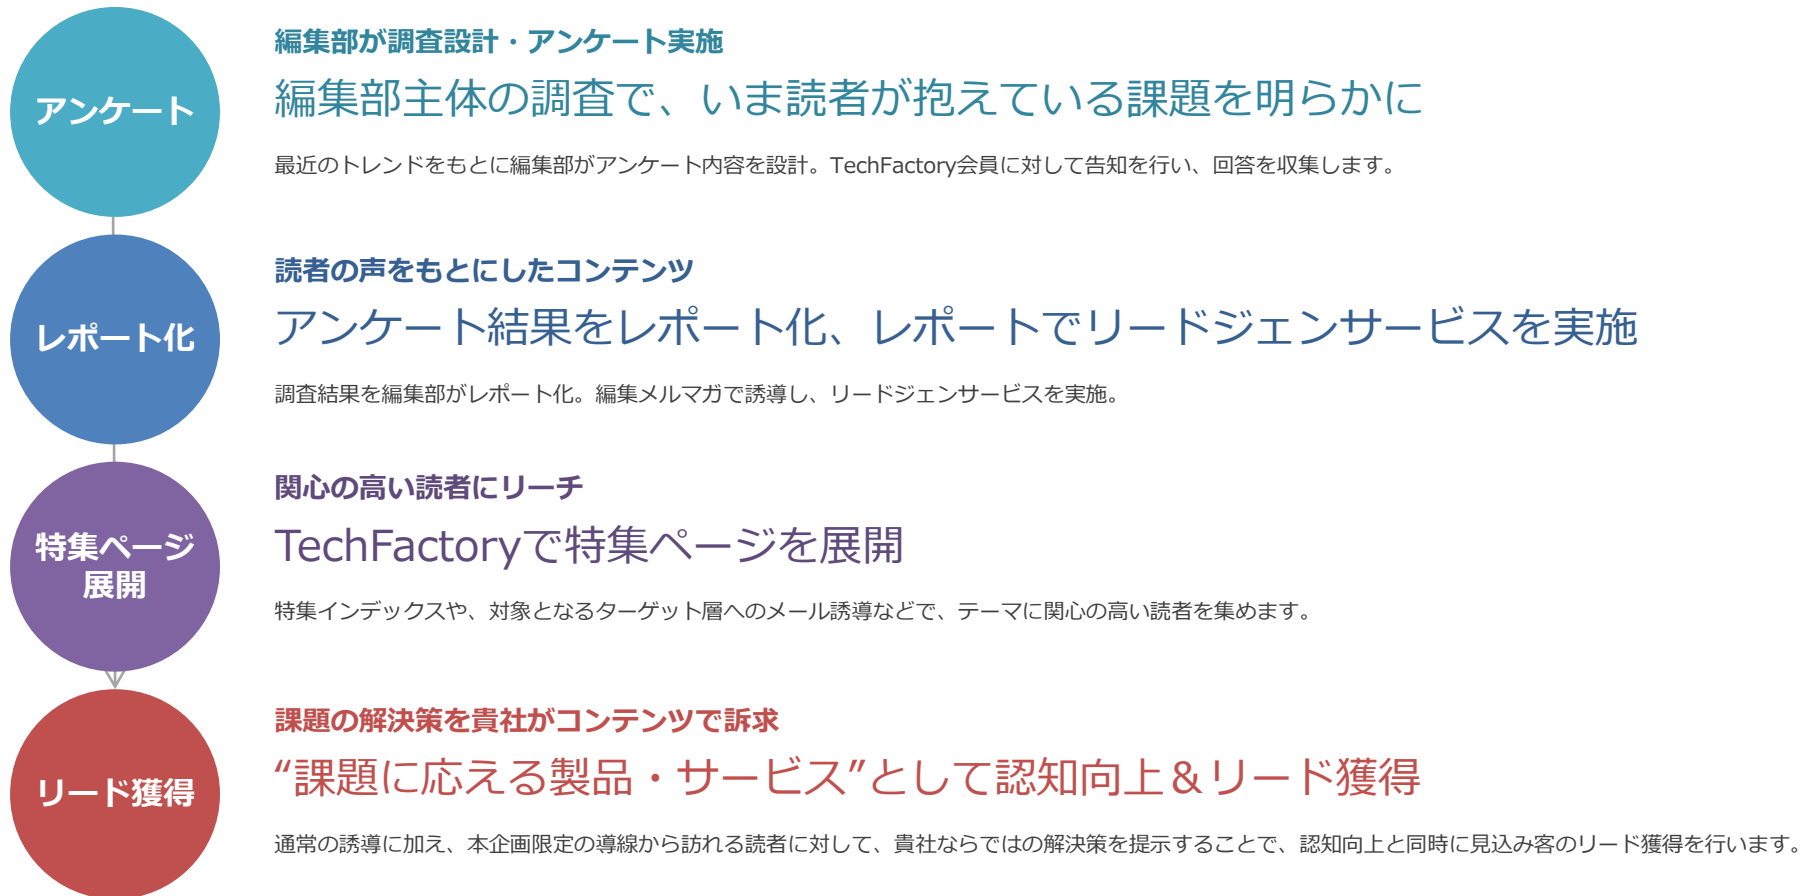 アンケート
編集部が調査設計・アンケート実施
編集部主体の調査で、いま読者が抱えている課題を明らかに
最近のトレンドをもとに編集部がアンケート内容を設計。TechFactory会員に対して告知を行い、回答を収集します。
レポート化
読者の声をもとにしたコンテンツ
アンケート結果をレポート化、レポートでリードジェンサービスを実施
調査結果を編集部がレポート化。編集メルマガで誘導し、リードジェンサービスを実施。
特集ページ
展開
関心の高い読者にリーチ
TechFactoryで特集ページを展開
特集インデックスや、対象となるターゲット層へのメール誘導などで、テーマに関心の高い読者を集めます。
リード獲得
課題の解決策を貴社がコンテンツで訴求
“課題に応える製品・サービス”として認知向上＆リード獲得
通常の誘導に加え、本企画限定の導線から訪れる読者に対して、貴社ならではの解決策を提示することで、認知向上と同時に見込み客のリード獲得を行います。